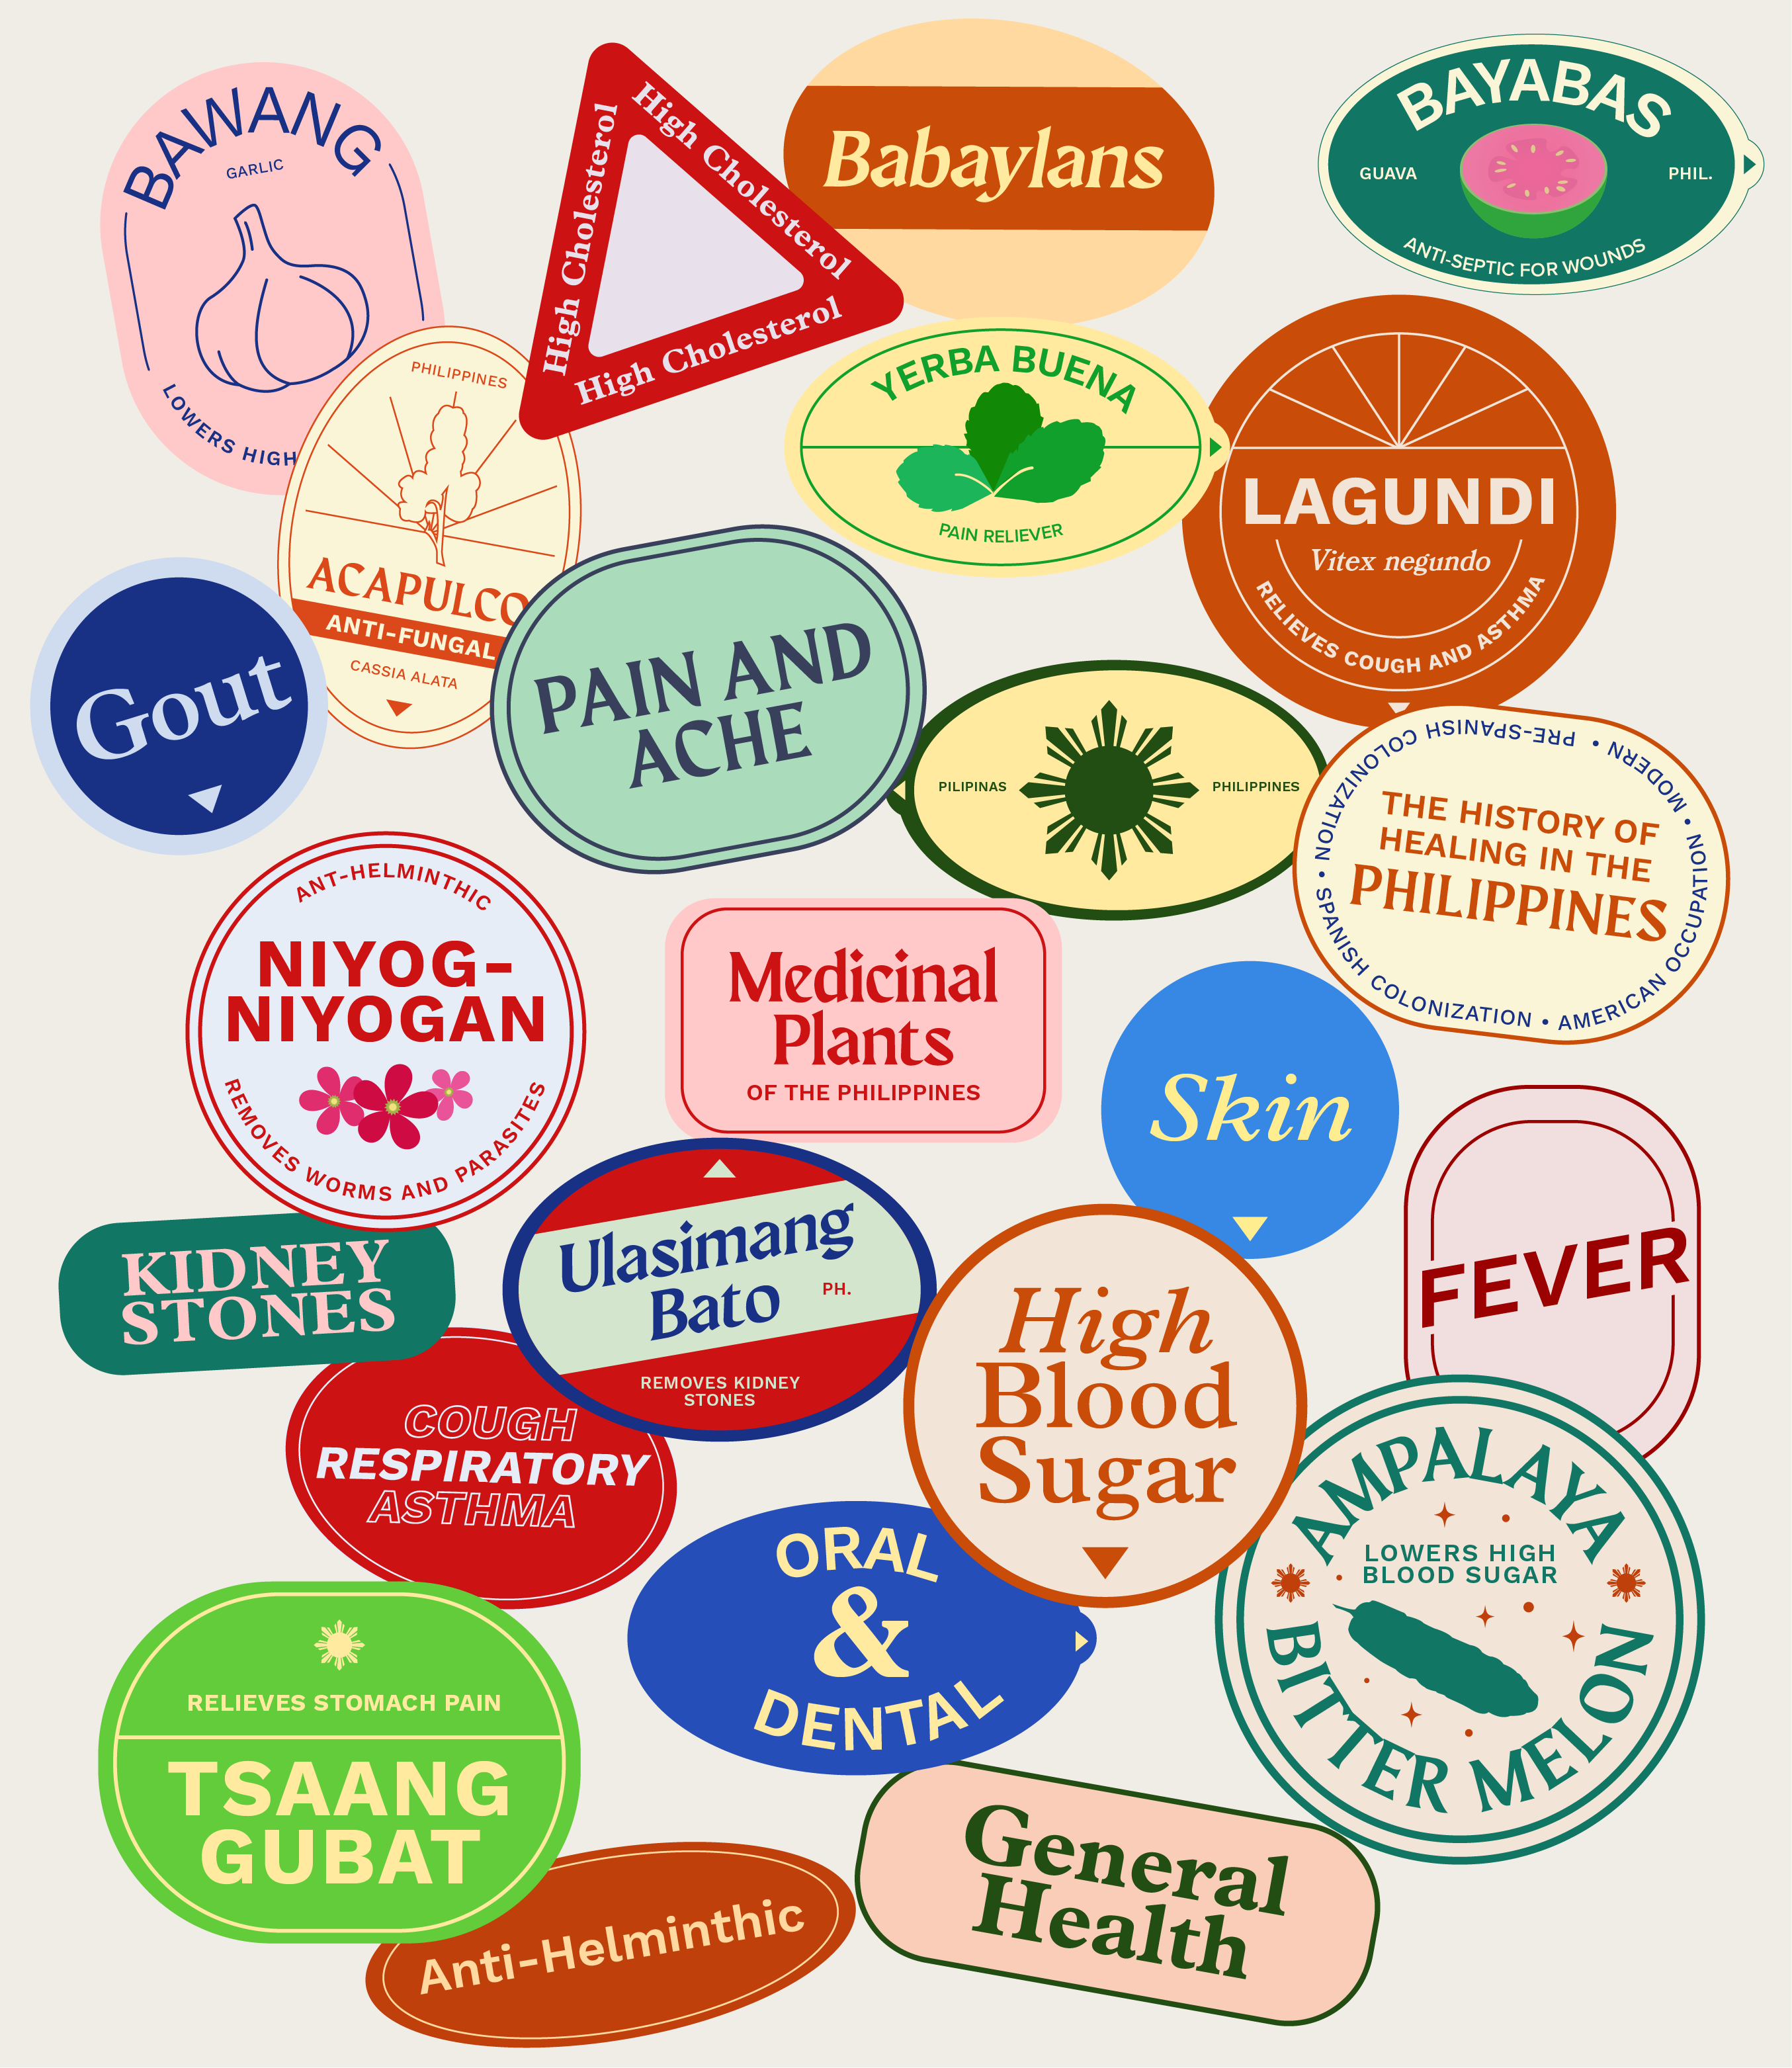 BAWANG
GARLIC
LOWERS HIGH
High Cholesterol
High Cholesterol
High Cholesterol
Babaylans
BAYABAS
GUAVA
PHIL.
ANTI-SEPTIC FOR WOUNDS
PHILIPPINES
ACAPULCO
ANTI-FUNGAL
CASSIA ALATA
YERBA BUENA
PAIN RELIEVER
LAGUNDI
Vitex negundo
RELIEVES COUGH AND ASTHMA
Gout
PAIN AND
ACHE
PILIPINAS
PHILIPPINES
PRE-SPANISH COLONIZATION • SPANISH COLONIZATION • AMERICAN OCCUPATION • MODERN •
THE HISTORY OF
HEALING IN THE
PHILIPPINES
ANT-HELMINTHIC
NIYOG-
NIYOGAN
REMOVES WORMS AND PARASITES
Medicinal
Plants
OF THE PHILIPPINES
Skin
FEVER
KIDNEY
STONES
Ulasimang
Bato
PH.
REMOVES KIDNEY
STONES
High
Blood
Sugar
COUGH
RESPIRATORY
ASTHMA
ORAL
&
DENTAL
AMPALAYA
LOWERS HIGH
BLOOD SUGAR
BITTER MELON
RELIEVES STOMACH PAIN
TSAANG
GUBAT
Anti-Helminthic
General
Health